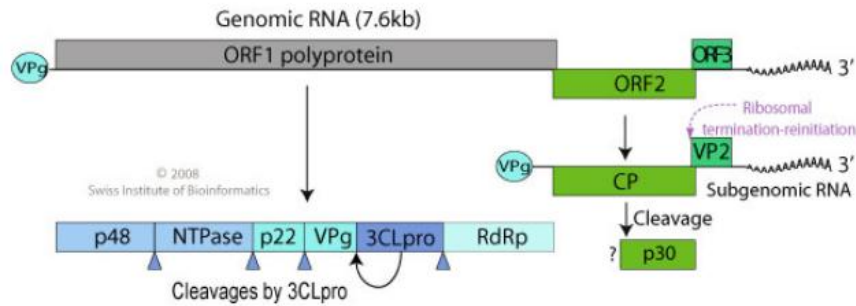 Genomic RNA (7.6kb)
VPg
ORF1 polyprotein
ORF2
ORF3
3'
Ribosomal
termination-reinitiation
VPg
CP
VP2
3'
Subgenomic RNA
© 2008
Swiss Institute of Bioinformatics
Cleavage
? p30
p48 NTPase p22 VPg 3CLpro RdRp
Cleavages by 3CLpro